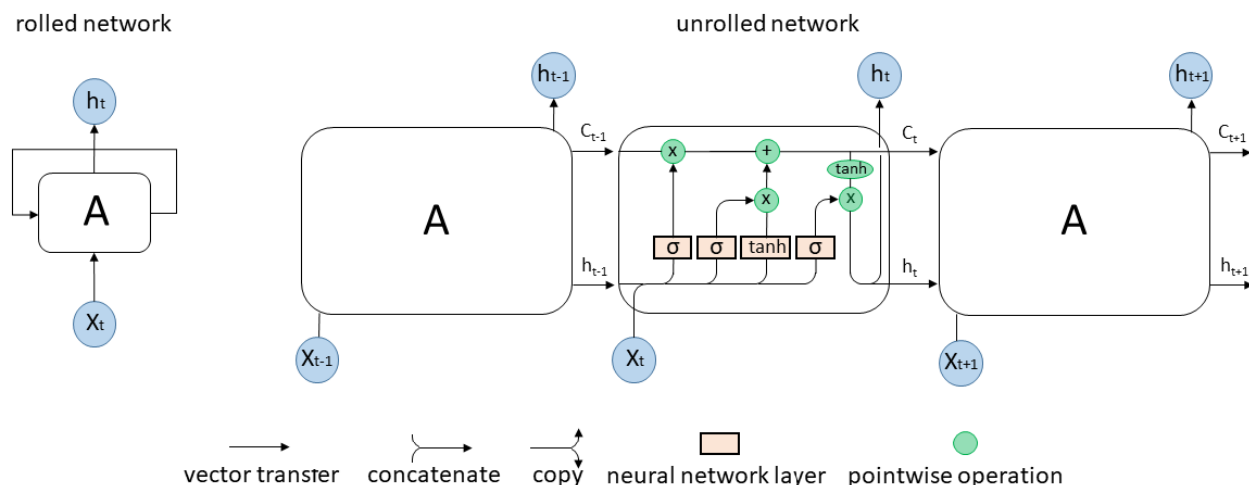 rolled network
unrolled network
hₜ
A
Xₜ
hₜ₋₁
A
Xₜ₋₁
Cₜ₋₁
hₜ₋₁
hₜ
x
+
tanh
x
x
σ
σ
tanh
σ
Xₜ
Cₜ
hₜ
hₜ₊₁
A
Xₜ₊₁
Cₜ₊₁
hₜ₊₁
vector transfer
concatenate
copy
neural network layer
pointwise operation